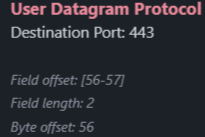 User Datagram Protocol
Destination Port: 443
Field offset: [56-57]
Field length: 2
Byte offset: 56